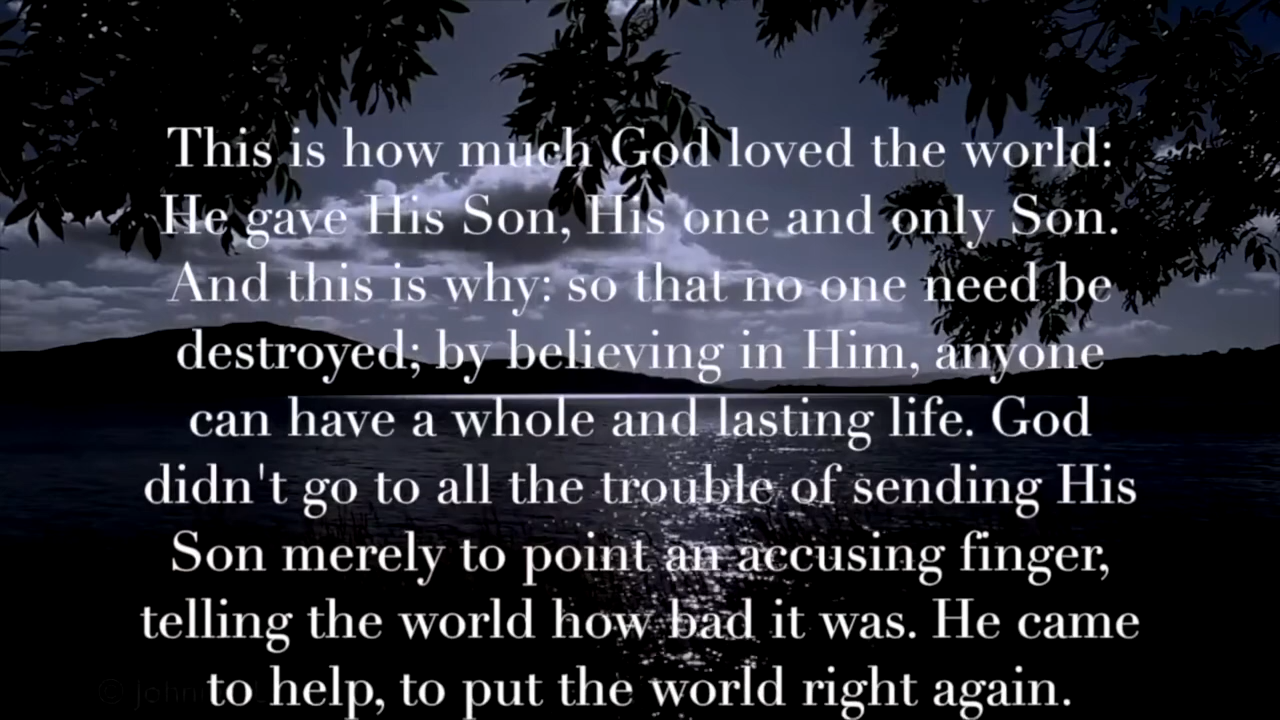 This is how much God loved the world:
He gave His Son, His one and only Son.
And this is why: so that no one need be
destroyed; by believing in Him, anyone
can have a whole and lasting life. God
didn't go to all the trouble of sending His
Son merely to point an accusing finger,
telling the world how bad it was. He came
to help, to put the world right again.